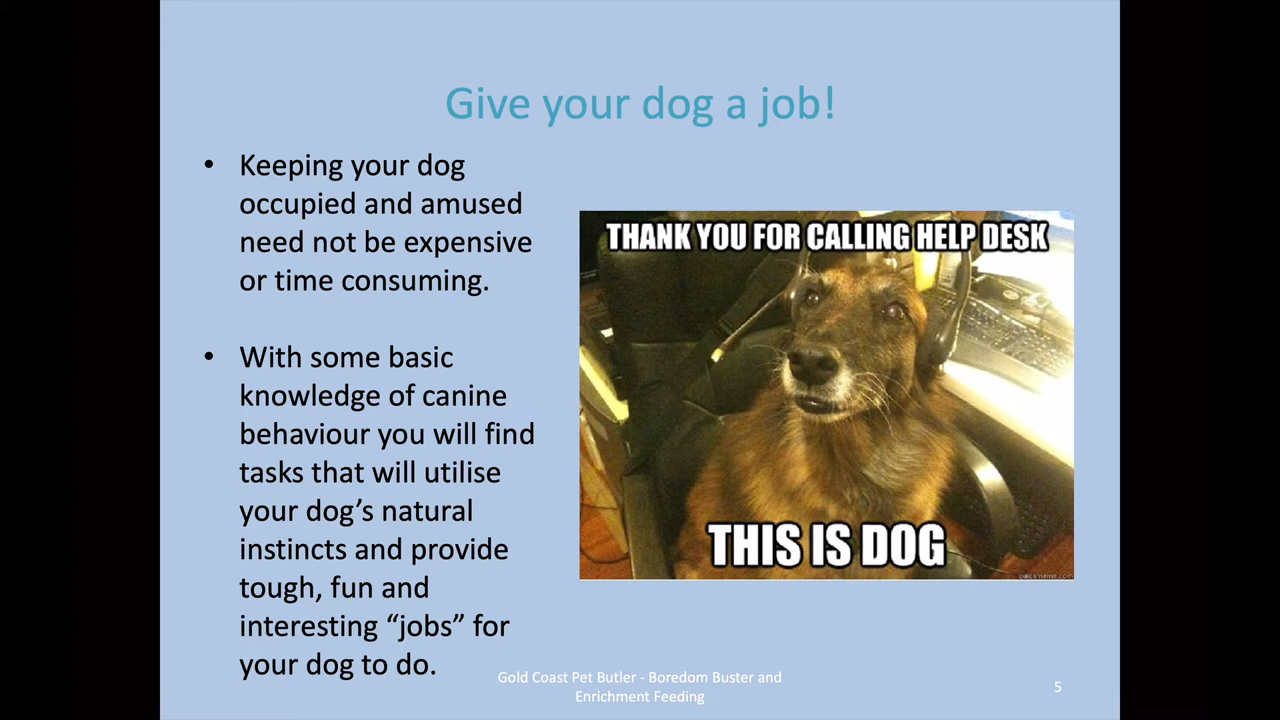 Give your dog a job!
• Keeping your dog
occupied and amused
need not be expensive
or time consuming.
• With some basic
knowledge of canine
behaviour you will find
tasks that will utilise
your dog’s natural
instincts and provide
tough, fun and
interesting “jobs” for
your dog to do.
THANK YOU FOR CALLING HELP DESK
THIS IS DOG
quickmeme.com
Gold Coast Pet Butler - Boredom Buster and
Enrichment Feeding
5